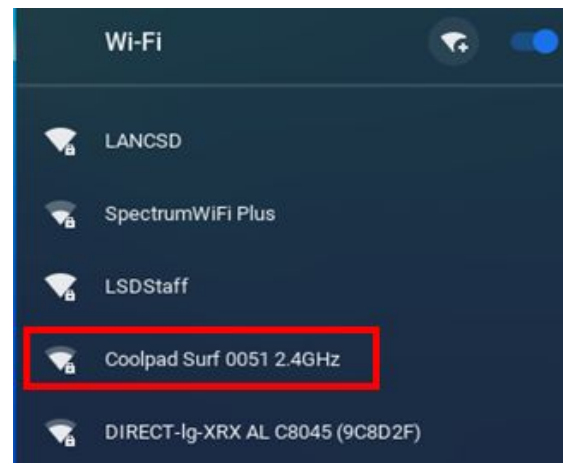 Wi-Fi
LANCSD
SpectrumWiFi Plus
LSDStaff
Coolpad Surf 0051 2.4GHz
DIRECT-lg-XRX AL C8045 (9C8D2F)